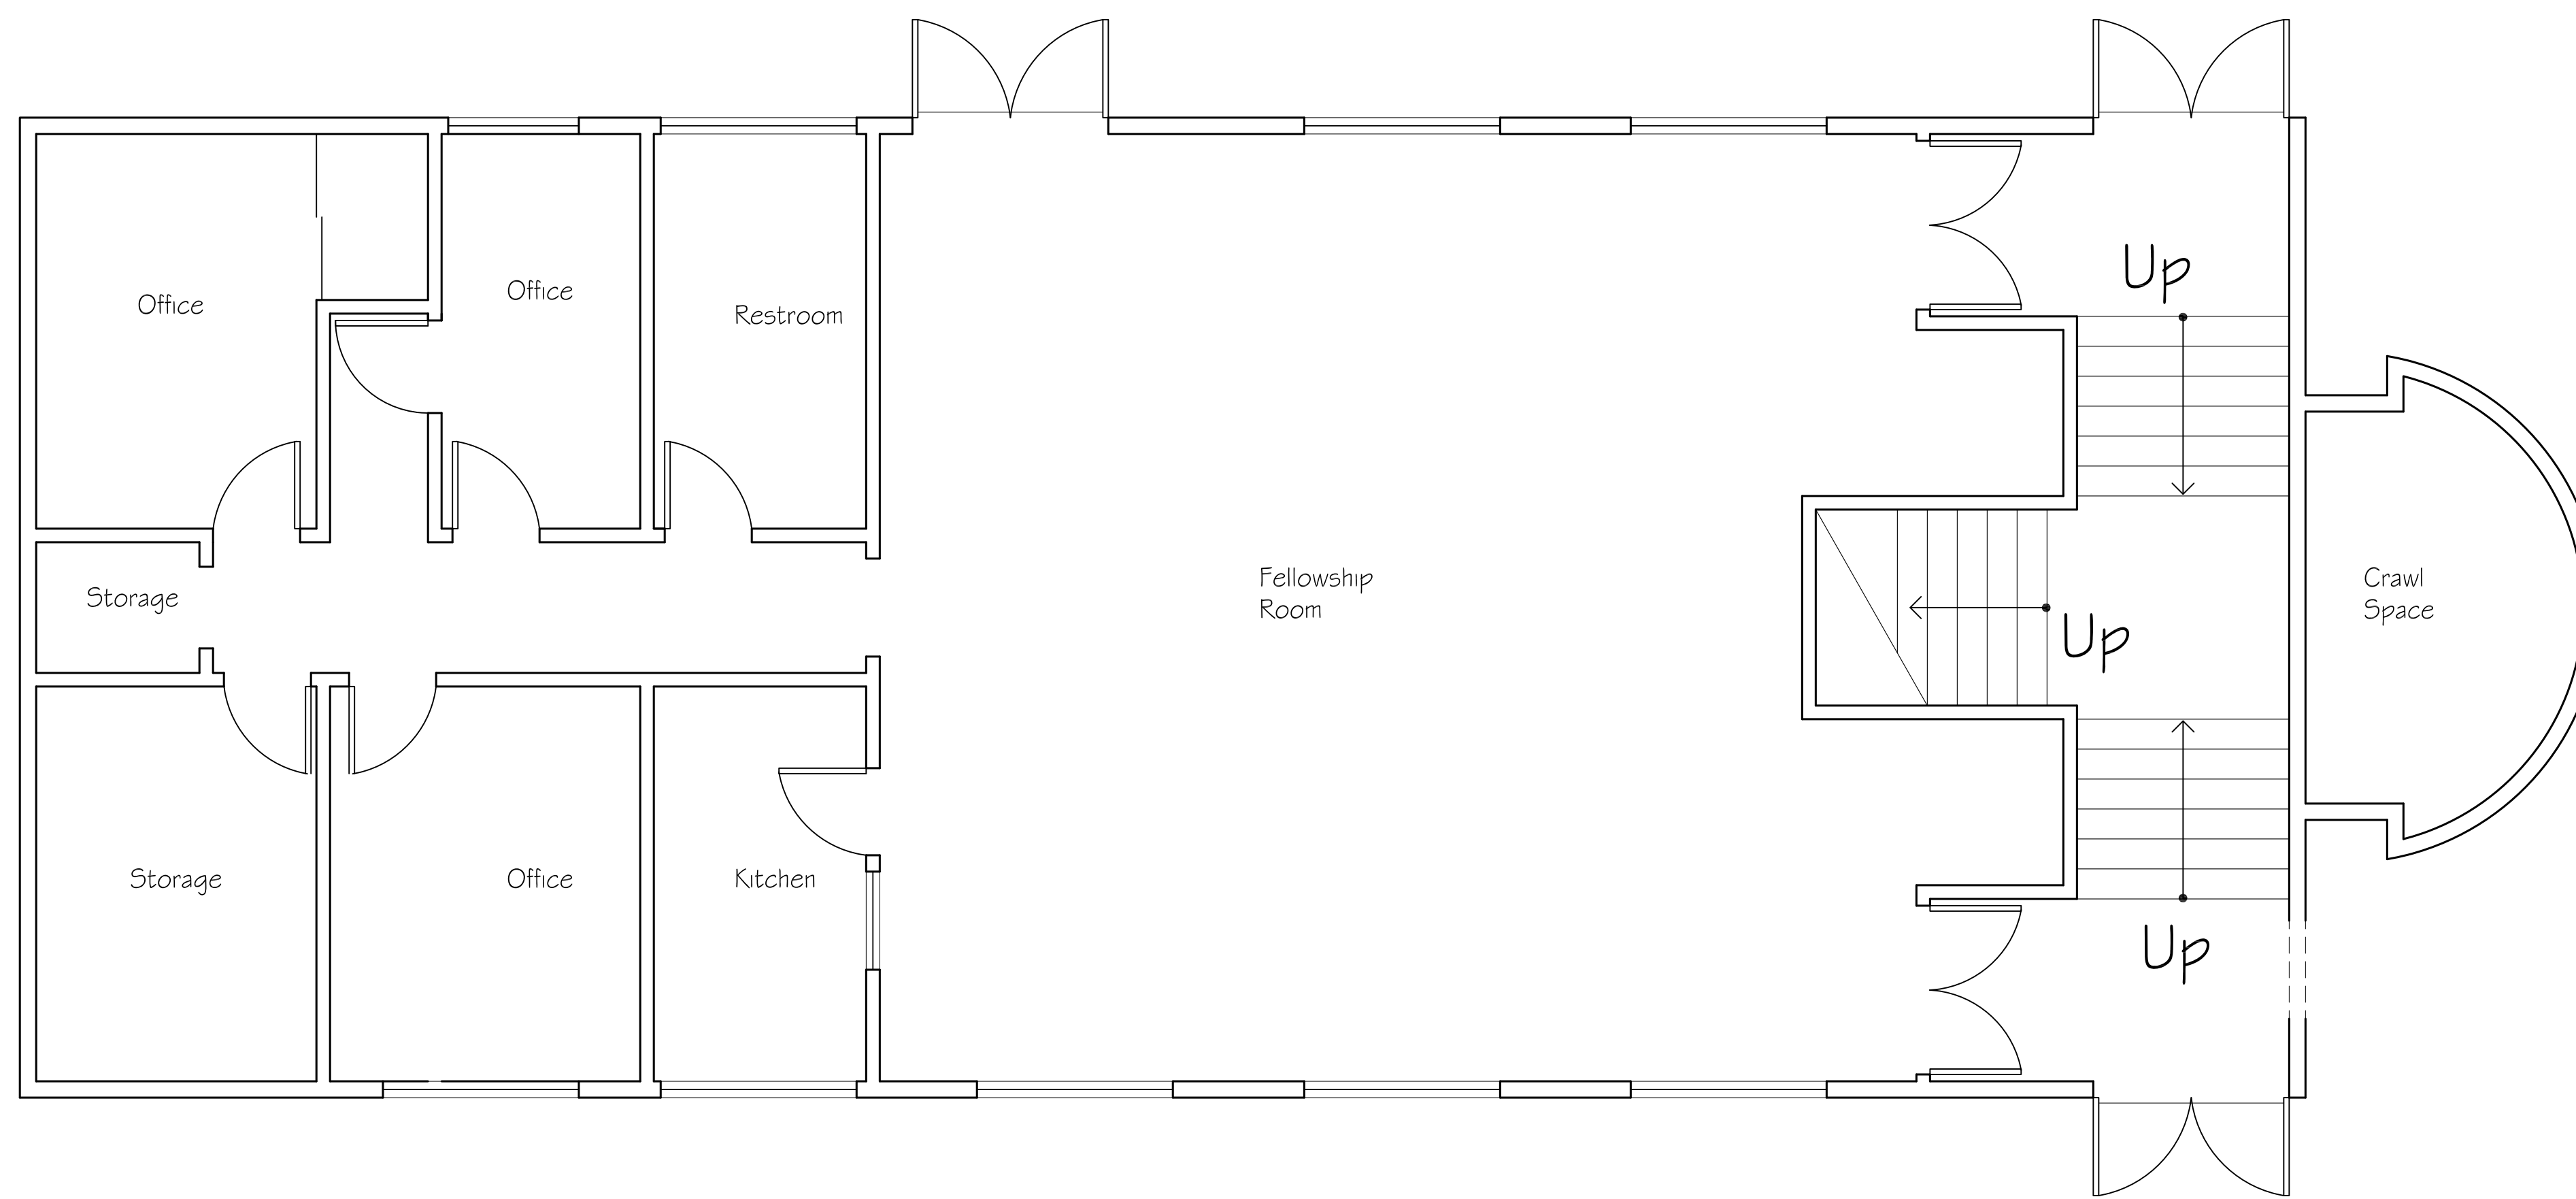 Office
Office
Restroom
Up
Storage
Fellowship
Room
Up
Crawl
Space
Storage
Office
Kitchen
Up